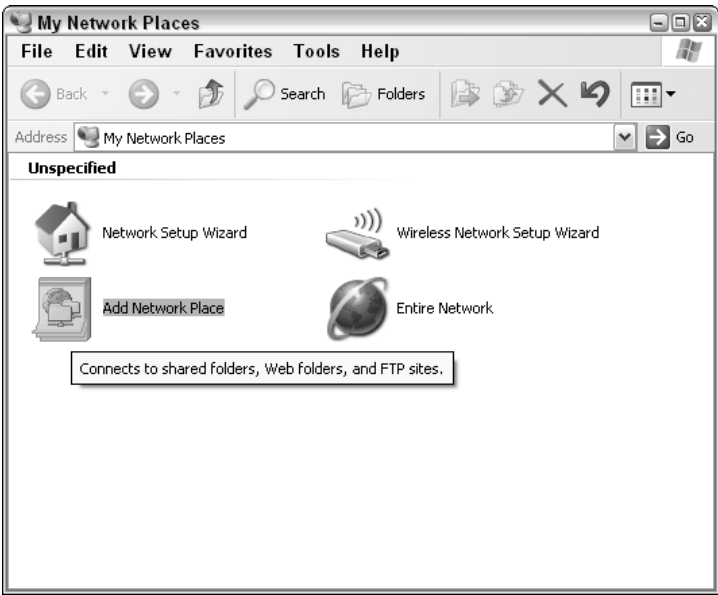 My Network Places
File Edit View Favorites Tools Help
Back Search Folders
Address My Network Places Go
Unspecified
Network Setup Wizard Wireless Network Setup Wizard
Add Network Place Entire Network
Connects to shared folders, Web folders, and FTP sites.